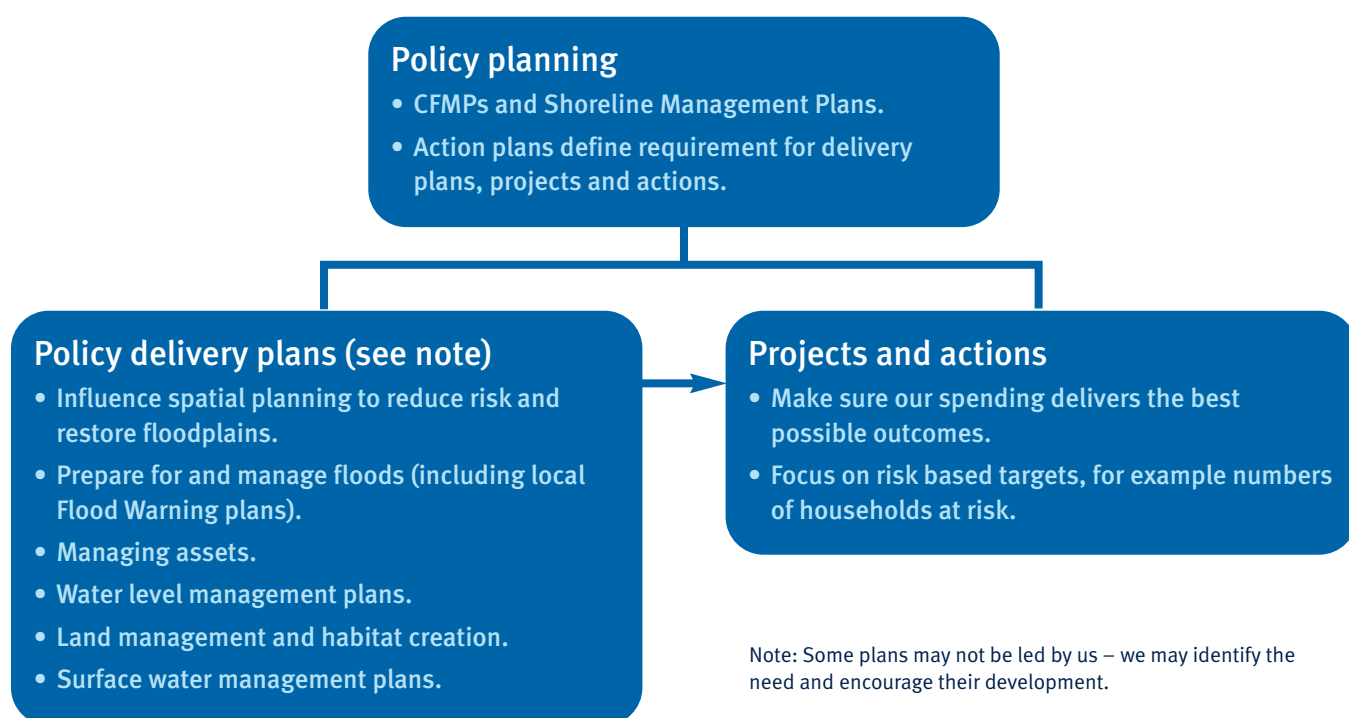 Policy planning
• CFMPs and Shoreline Management Plans.
• Action plans define requirement for delivery
plans, projects and actions.
Policy delivery plans (see note)
• Influence spatial planning to reduce risk and
restore floodplains.
• Prepare for and manage floods (including local
Flood Warning plans).
• Managing assets.
• Water level management plans.
• Land management and habitat creation.
• Surface water management plans.
Projects and actions
• Make sure our spending delivers the best
possible outcomes.
• Focus on risk based targets, for example numbers
of households at risk.
Note: Some plans may not be led by us – we may identify the
need and encourage their development.